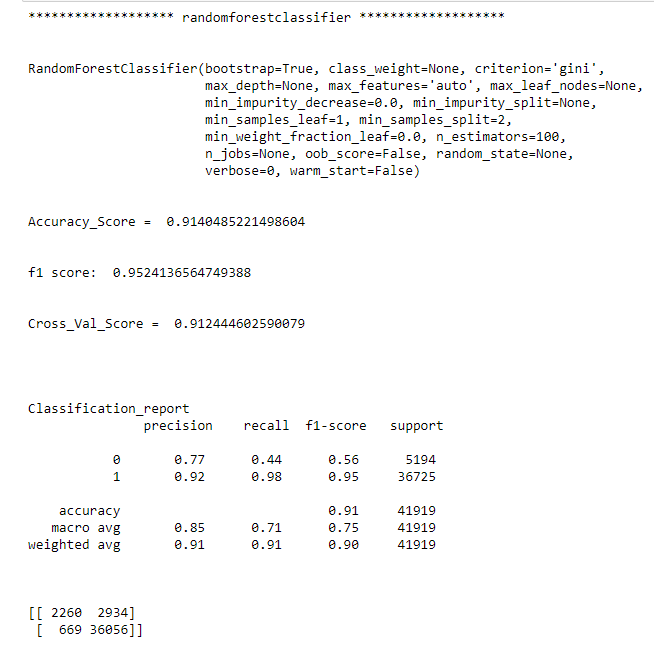 ******************* randomforestclassifier *******************
RandomForestClassifier(bootstrap=True, class_weight=None, criterion='gini',
max_depth=None, max_features='auto', max_leaf_nodes=None,
min_impurity_decrease=0.0, min_impurity_split=None,
min_samples_leaf=1, min_samples_split=2,
min_weight_fraction_leaf=0.0, n_estimators=100,
n_jobs=None, oob_score=False, random_state=None,
verbose=0, warm_start=False)
Accuracy_Score =  0.9140485221498604
f1 score:  0.9524136564749388
Cross_Val_Score =  0.912444602590079
Classification_report
precision    recall  f1-score   support
0       0.77      0.44      0.56      5194
1       0.92      0.98      0.95     36725
accuracy                           0.91     41919
macro avg       0.85      0.71      0.75     41919
weighted avg       0.91      0.91      0.90     41919
[[ 2260  2934]
[  669 36056]]